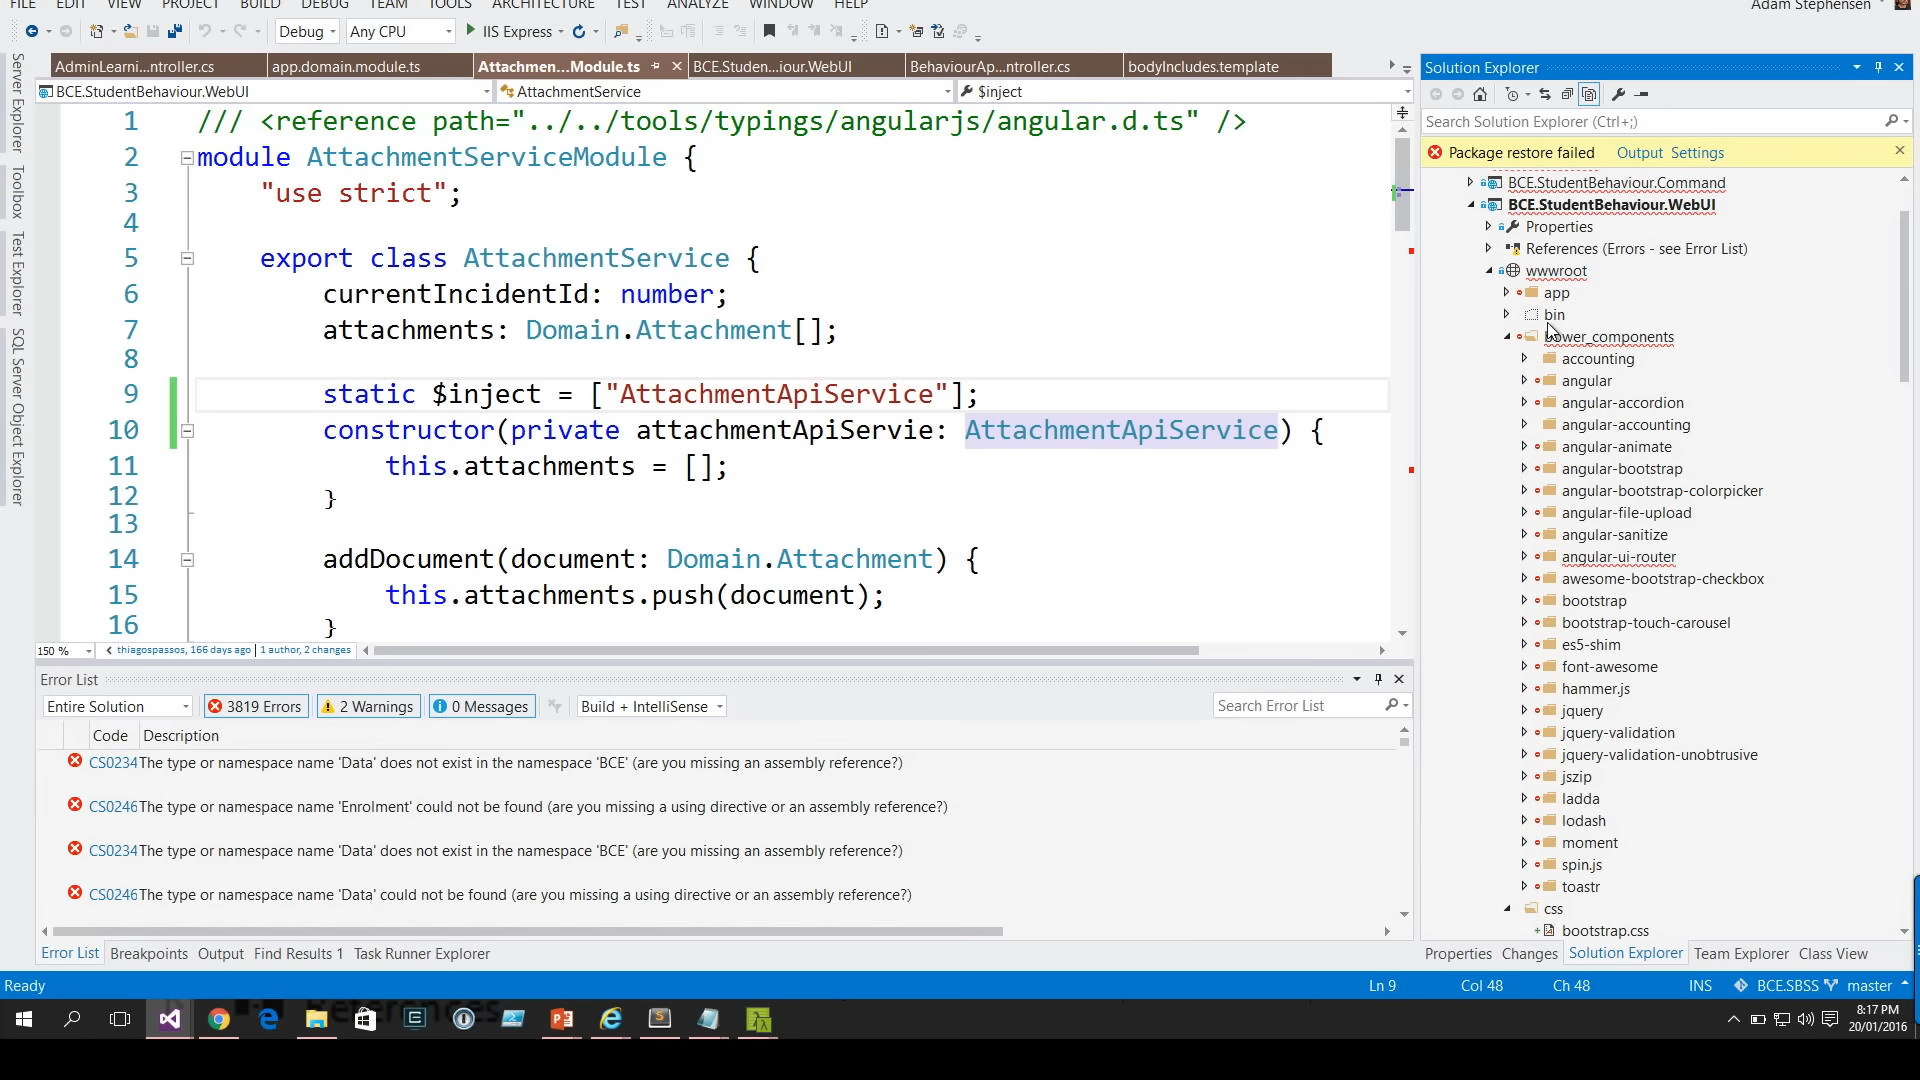 FILE EDIT VIEW PROJECT BUILD DEBUG TEAM TOOLS ARCHITECTURE TEST ANALYZE WINDOW HELP Adam Stephensen
Debug Any CPU IIS Express
AdminLearni...ntroller.cs app.domain.module.ts Attachmen...Module.ts BCE.Studen...iour.WebUI BehaviourAp...ntroller.cs bodyIncludes.template
BCE.StudentBehaviour.WebUI AttachmentService $inject
Server Explorer
Toolbox
Test Explorer
SQL Server Object Explorer
1 /// <reference path="../../tools/typings/angularjs/angular.d.ts" />
2 module AttachmentServiceModule {
3 "use strict";
4
5 export class AttachmentService {
6 currentIncidentId: number;
7 attachments: Domain.Attachment[];
8
9 static $inject = ["AttachmentApiService"];
10 constructor(private attachmentApiServie: AttachmentApiService) {
11 this.attachments = [];
12 }
13
14 addDocument(document: Domain.Attachment) {
15 this.attachments.push(document);
16 }
150 % thiagospassos, 166 days ago | 1 author, 2 changes
Error List
Entire Solution 3819 Errors 2 Warnings 0 Messages Build + IntelliSense Search Error List
Code Description
CS0234 The type or namespace name 'Data' does not exist in the namespace 'BCE' (are you missing an assembly reference?)
CS0246 The type or namespace name 'Enrolment' could not be found (are you missing a using directive or an assembly reference?)
CS0234 The type or namespace name 'Data' does not exist in the namespace 'BCE' (are you missing an assembly reference?)
CS0246 The type or namespace name 'Data' could not be found (are you missing a using directive or an assembly reference?)
Error List Breakpoints Output Find Results 1 Task Runner Explorer
Solution Explorer
Search Solution Explorer (Ctrl+;)
Package restore failed Output Settings
BCE.StudentBehaviour.Command
BCE.StudentBehaviour.WebUI
Properties
References (Errors - see Error List)
wwwroot
app
bin
bower_components
accounting
angular
angular-accordion
angular-accounting
angular-animate
angular-bootstrap
angular-bootstrap-colorpicker
angular-file-upload
angular-sanitize
angular-ui-router
awesome-bootstrap-checkbox
bootstrap
bootstrap-touch-carousel
es5-shim
font-awesome
hammer.js
jquery
jquery-validation
jquery-validation-unobtrusive
jszip
ladda
lodash
moment
spin.js
toastr
css
bootstrap.css
Properties Changes Solution Explorer Team Explorer Class View
Ready Ln 9 Col 48 Ch 48 INS BCE.SBSS master
References
8:17 PM
20/01/2016